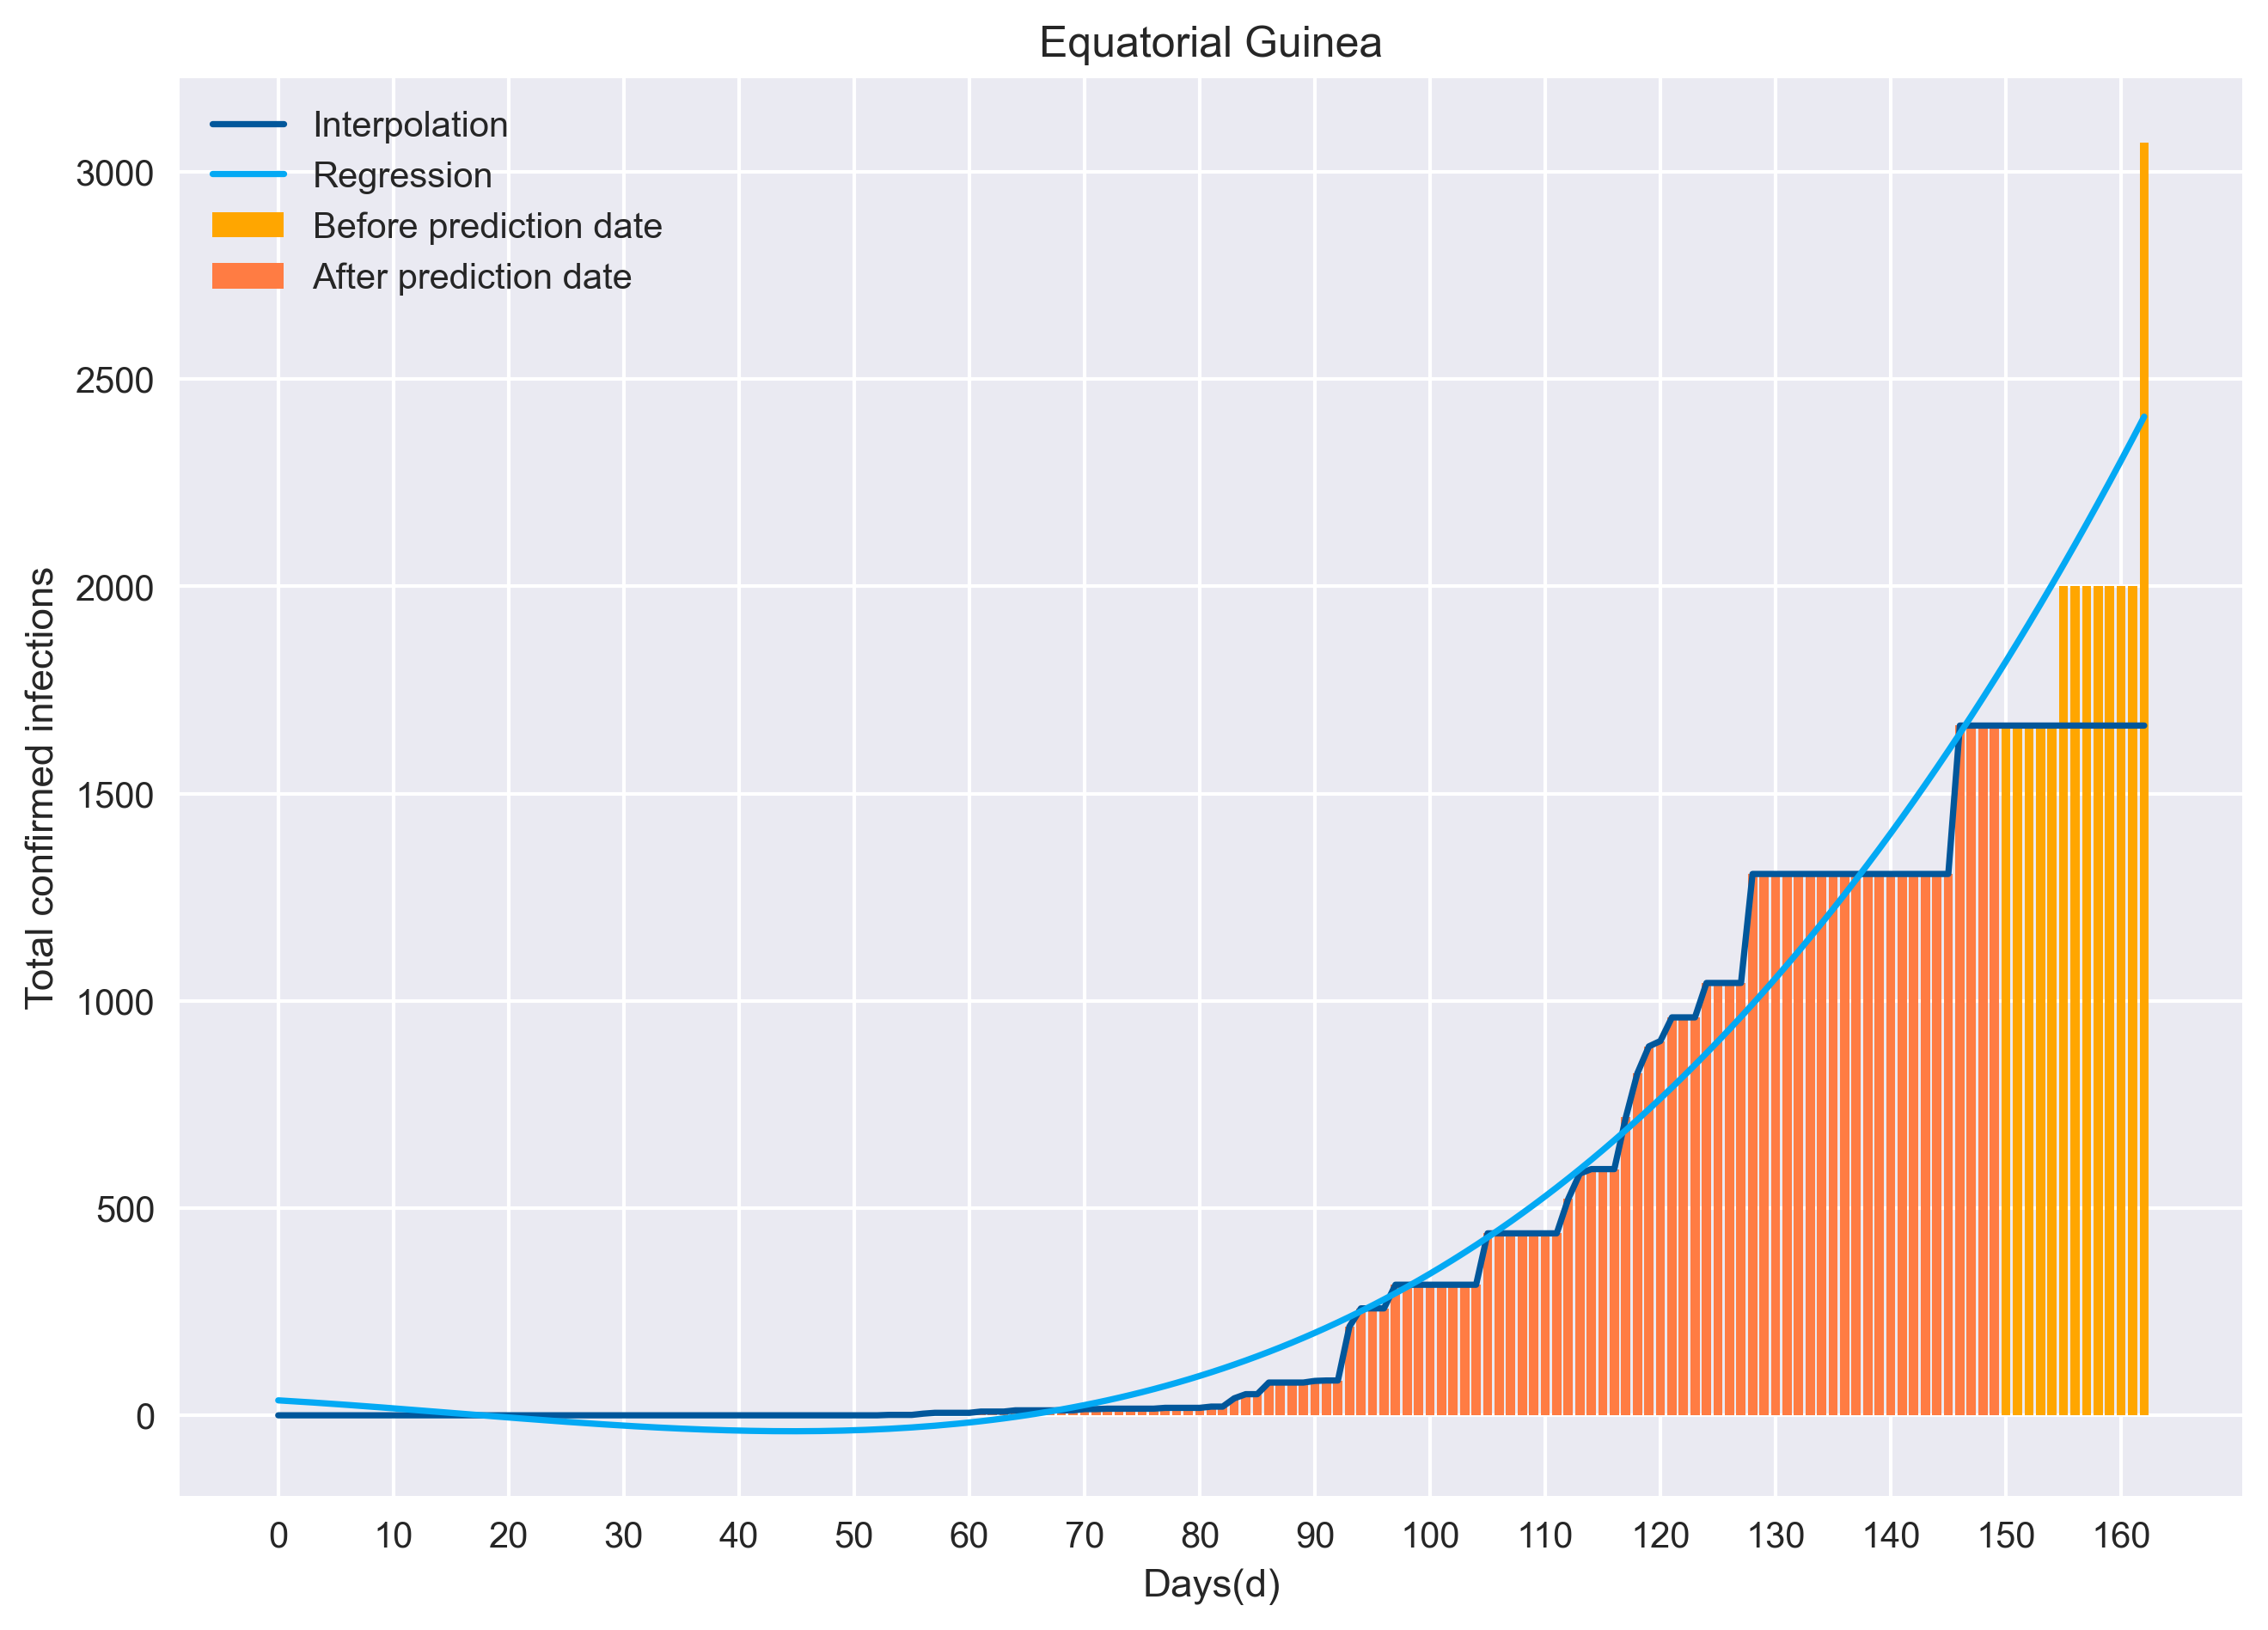 Equatorial Guinea
Interpolation
Regression
Before prediction date
After prediction date
3000
2500
2000
1500
1000
500
0
Total confirmed infections
0 10 20 30 40 50 60 70 80 90 100 110 120 130 140 150 160
Days(d)